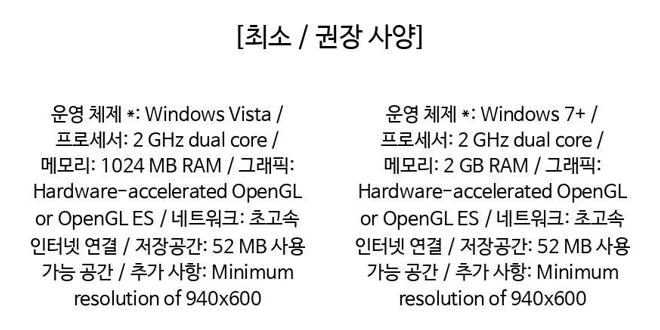 [최소 / 권장 사양]
운영 체제 *: Windows Vista /
프로세서: 2 GHz dual core /
메모리: 1024 MB RAM / 그래픽:
Hardware-accelerated OpenGL
or OpenGL ES / 네트워크: 초고속
인터넷 연결 / 저장공간: 52 MB 사용
가능 공간 / 추가 사항: Minimum
resolution of 940x600
운영 체제 *: Windows 7+ /
프로세서: 2 GHz dual core /
메모리: 2 GB RAM / 그래픽:
Hardware-accelerated OpenGL
or OpenGL ES / 네트워크: 초고속
인터넷 연결 / 저장공간: 52 MB 사용
가능 공간 / 추가 사항: Minimum
resolution of 940x600